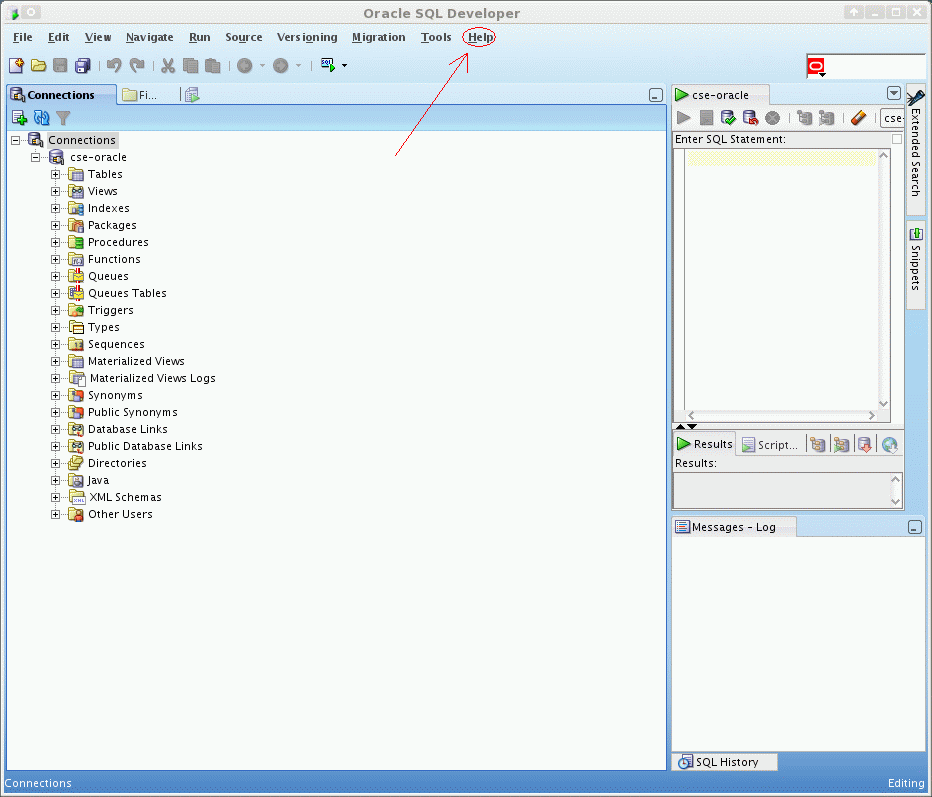 Oracle SQL Developer
File Edit View Navigate Run Source Versioning Migration Tools Help
SQL
Connections Fi...
cse-oracle
cse-
Enter SQL Statement:
Connections
cse-oracle
Tables
Views
Indexes
Packages
Procedures
Functions
Queues
Queues Tables
Triggers
Types
Sequences
Materialized Views
Materialized Views Logs
Synonyms
Public Synonyms
Database Links
Public Database Links
Directories
Java
XML Schemas
Other Users
Extended Search
Snippets
Results Script...
Results:
Messages - Log
SQL History
Connections Editing